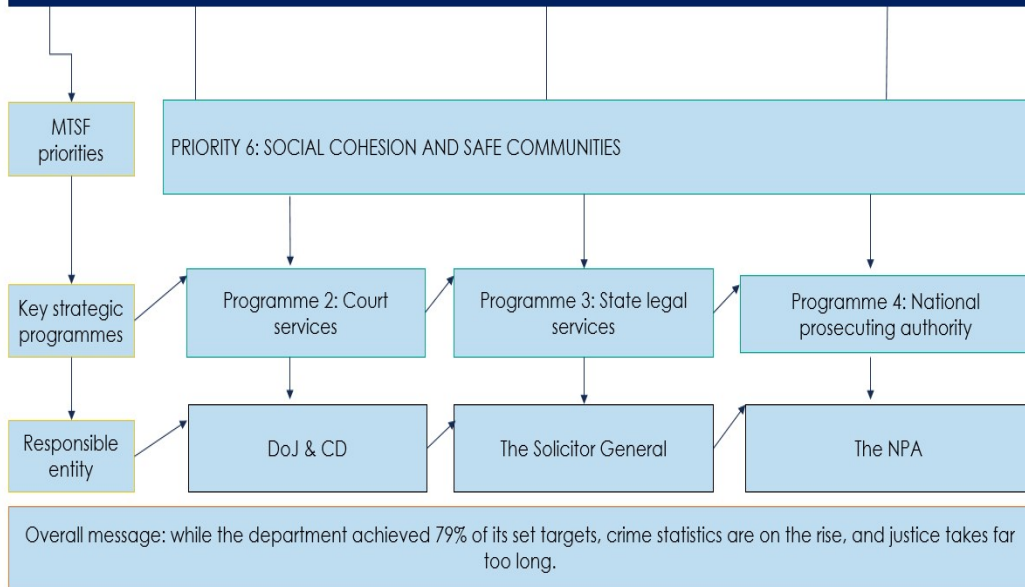 MTSF
priorities
PRIORITY 6: SOCIAL COHESION AND SAFE COMMUNITIES
Key strategic
programmes
Programme 2: Court
services
Programme 3: State legal
services
Programme 4: National
prosecuting authority
Responsible
entity
DoJ & CD
The Solicitor General
The NPA
Overall message: while the department achieved 79% of its set targets, crime statistics are on the rise, and justice takes far
too long.